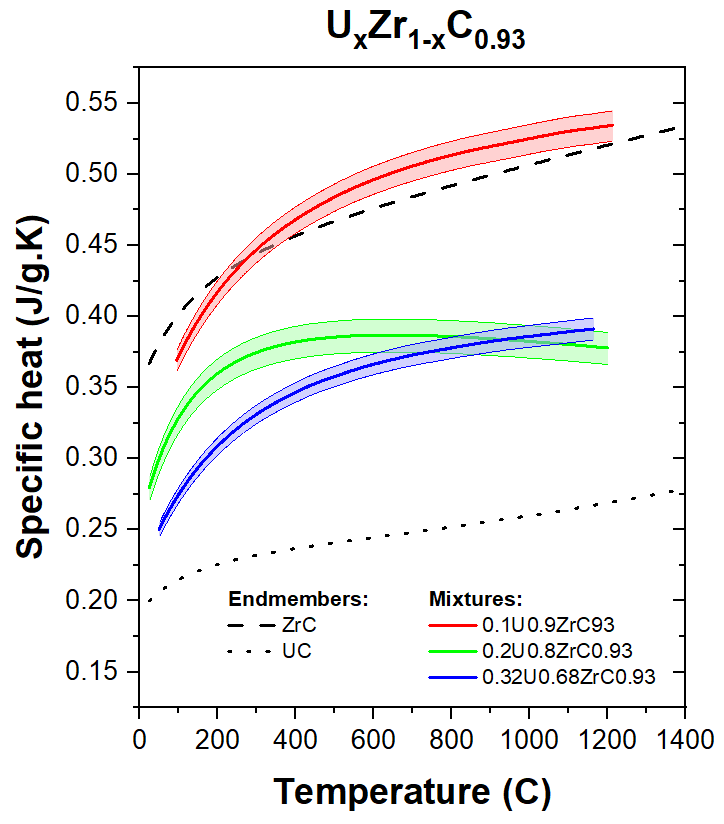 UxZr1-xC0.93
0.55
0.50
0.45
0.40
0.35
0.30
0.25
0.20
0.15
Specific heat (J/g.K)
Endmembers:
ZrC
UC
Mixtures:
0.1U0.9ZrC93
0.2U0.8ZrC0.93
0.32U0.68ZrC0.93
0 200 400 600 800 1000 1200 1400
Temperature (C)